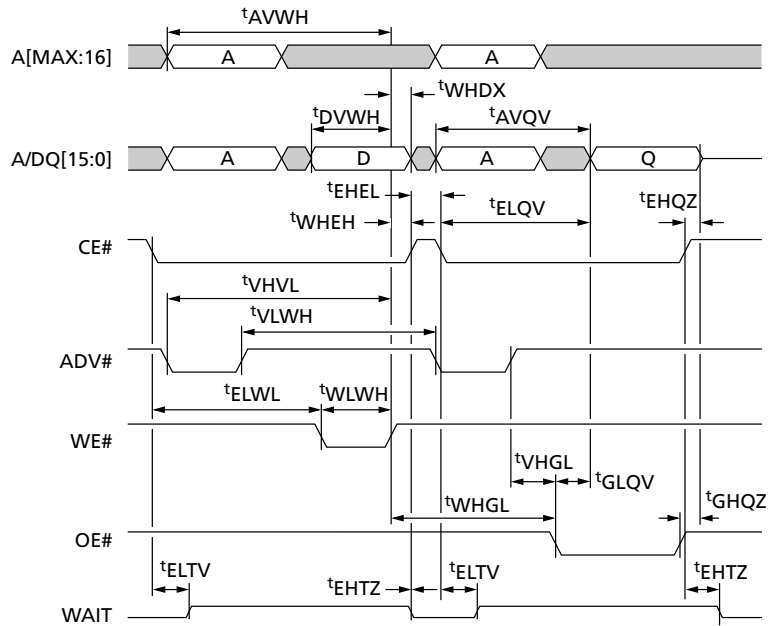 tAVWH
A[MAX:16]
A
A
tWHDX
tDVWH
tAVQV
A/DQ[15:0]
A
D
A
Q
tEHEL
tWHEH
tELQV
tEHQZ
CE#
tVHVL
tVLWH
ADV#
tELWL
tWLWH
WE#
tVHGL
tGLQV
tWHGL
tGHQZ
OE#
tELTV
tEHTZ
tELTV
tEHTZ
WAIT